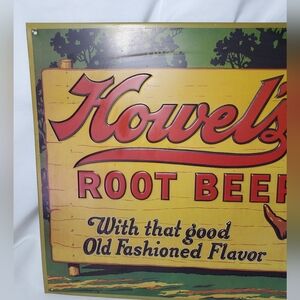 Howel's
ROOT BEER
With that good
Old Fashioned Flavor